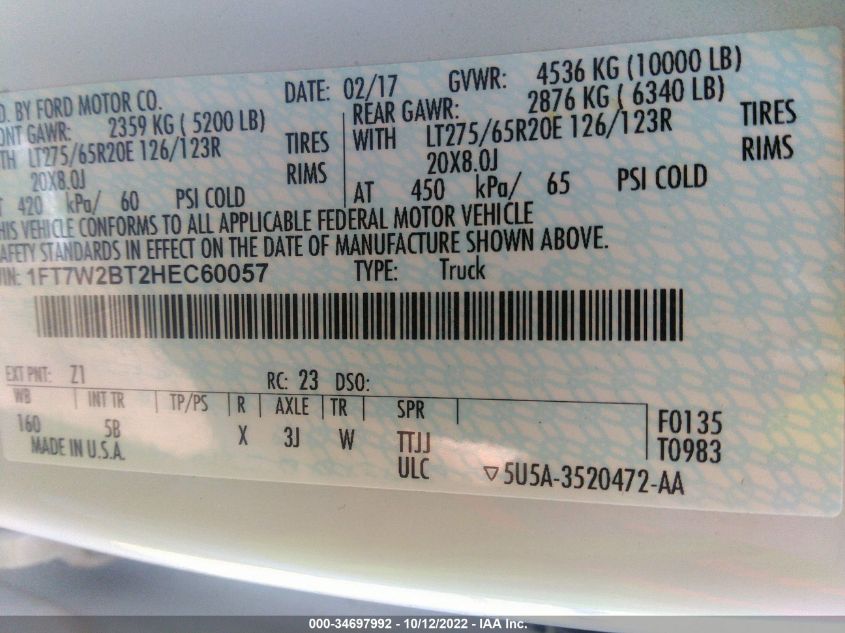 D. BY FORD MOTOR CO. DATE: 02/17 GVWR: 4536 KG (10000 LB)
ONT GAWR: 2359 KG ( 5200 LB) REAR GAWR: 2876 KG ( 6340 LB)
TH LT275/65R20E 126/123R TIRES WITH LT275/65R20E 126/123R TIRES
20X8.0J RIMS 20X8.0J RIMS
T 420 kPa/ 60 PSI COLD AT 450 kPa/ 65 PSI COLD
HIS VEHICLE CONFORMS TO ALL APPLICABLE FEDERAL MOTOR VEHICLE
AFETY STANDARDS IN EFFECT ON THE DATE OF MANUFACTURE SHOWN ABOVE.
VIN: 1FT7W2BT2HEC60057 TYPE: Truck
EXT PNT: Z1 RC: 23 DSO:
WB INT TR TP/PS R AXLE TR SPR
160 5B X 3J W TTJJ F0135
MADE IN U.S.A. ULC T0983
▽5U5A-3520472-AA
000-34697992 - 10/12/2022 - IAA Inc.